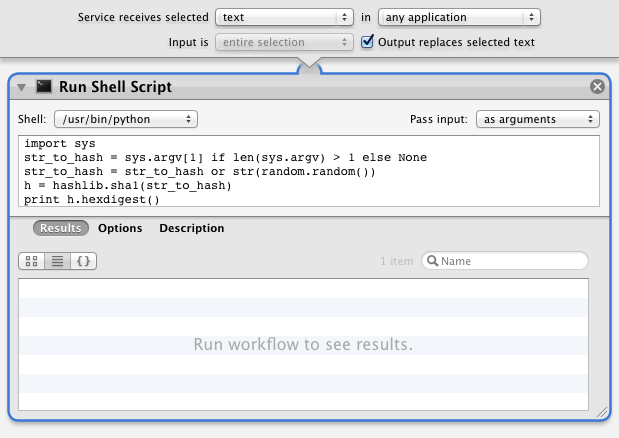 Service receives selected text in any application
Input is entire selection Output replaces selected text
Run Shell Script
Shell: /usr/bin/python Pass input: as arguments
import sys
str_to_hash = sys.argv[1] if len(sys.argv) > 1 else None
str_to_hash = str_to_hash or str(random.random())
h = hashlib.sha1(str_to_hash)
print h.hexdigest()
Results Options Description
{} 1 item Name
Run workflow to see results.